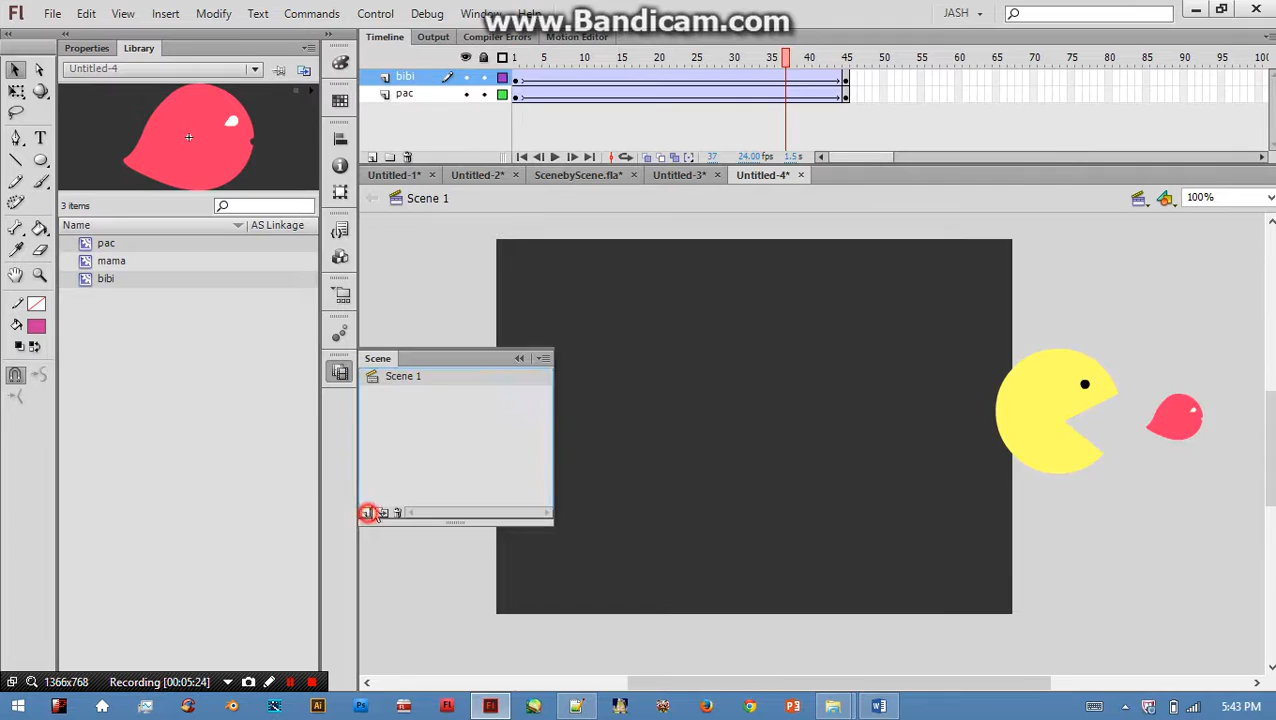 Fl File Edit View Insert Modify Text Commands Control Debug Window www.Bandicam.com JASH
Properties Library Timeline Output Compiler Errors Motion Editor
Untitled-4
1 5 10 15 20 25 30 35 40 45 50 55 60 65 70 75 80 85 90 95 100
bibi
pac
37 24.00 fps 1.5 s
Untitled-1* × Untitled-2* × ScenebyScene.fla* × Untitled-3* × Untitled-4* ×
Scene 1 100%
3 items
Name AS Linkage
pac
mama
bibi
Scene
Scene 1
1366x768 Recording [00:05:24]
5:43 PM